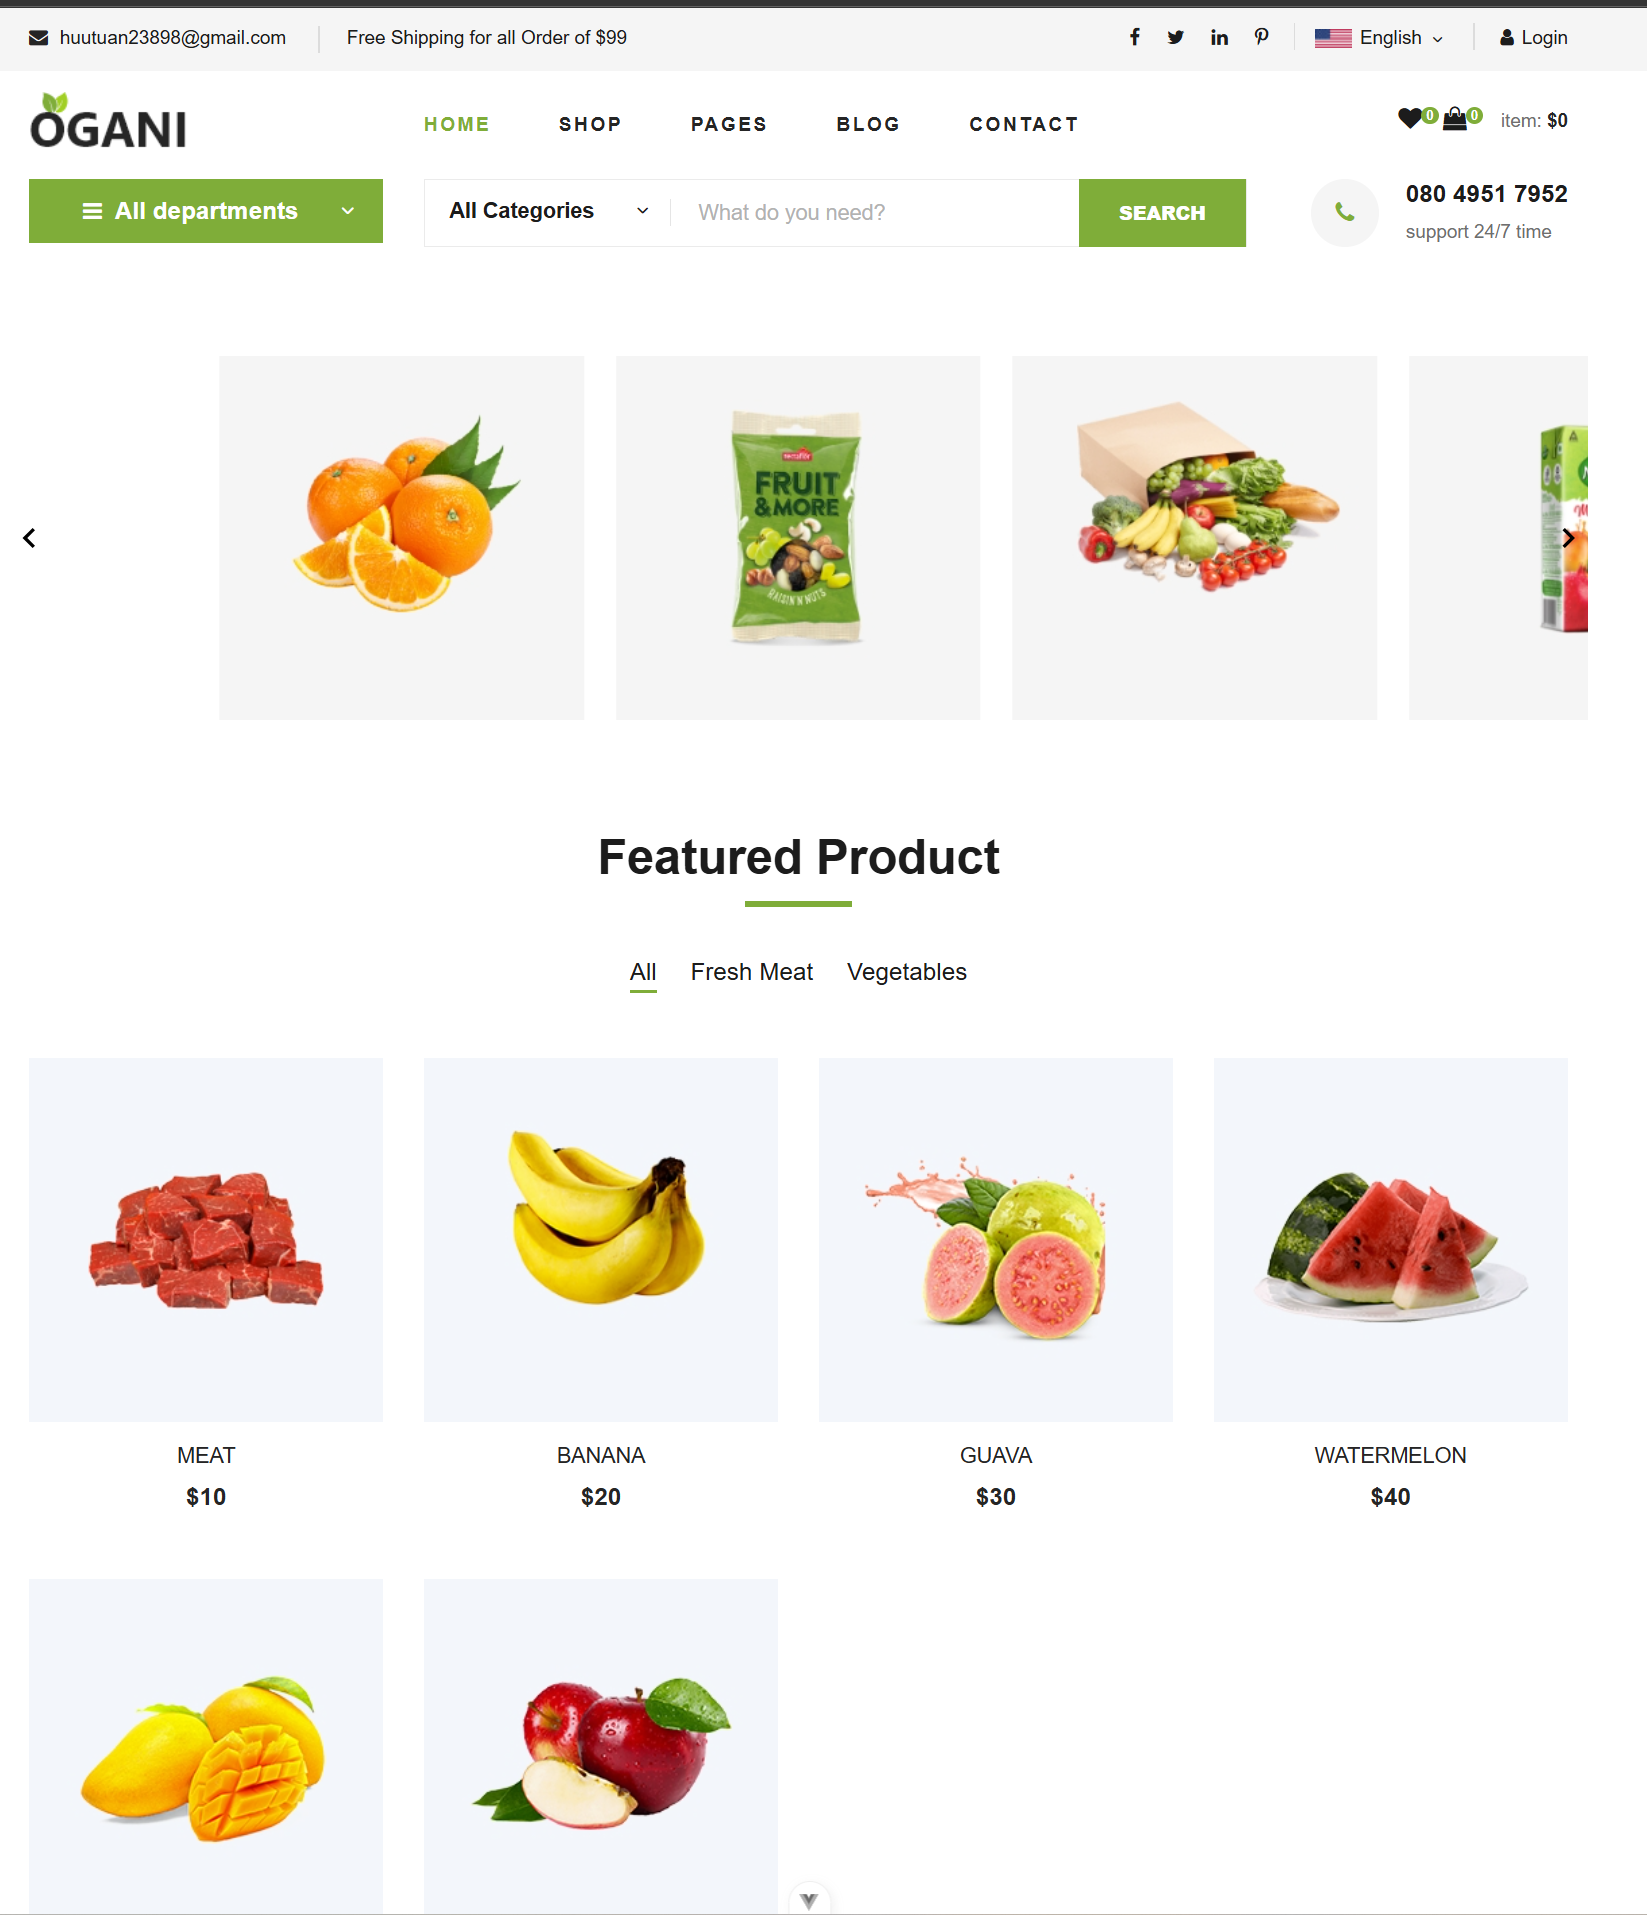 huutuan23898@gmail.com
Free Shipping for all Order of $99
English
Login
OGANI
HOME
SHOP
PAGES
BLOG
CONTACT
0
0
item: $0
All departments
All Categories
What do you need?
SEARCH
080 4951 7952
support 24/7 time
FRUIT
& MORE
RAISIN'N'NUTS
Featured Product
All
Fresh Meat
Vegetables
MEAT
BANANA
GUAVA
WATERMELON
$10
$20
$30
$40